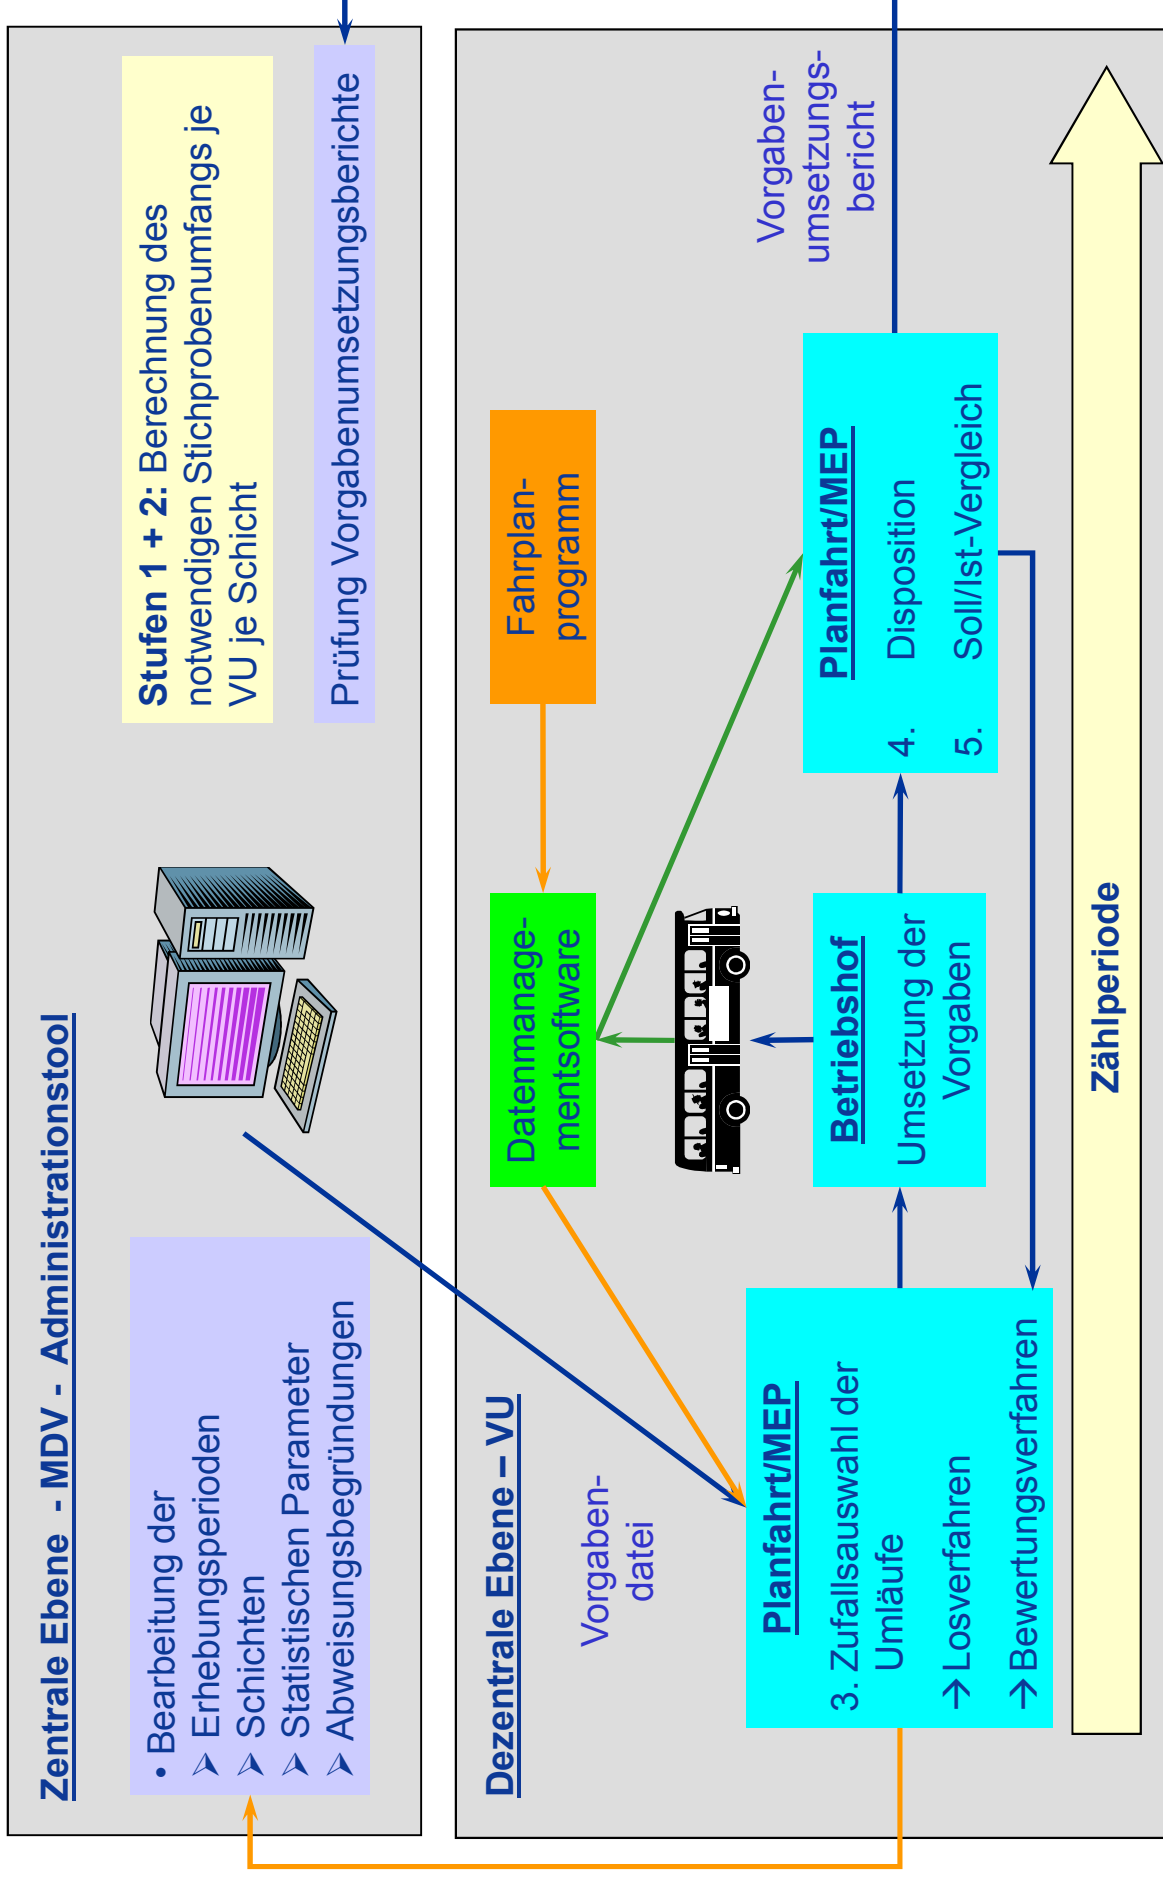 Zentrale Ebene - MDV - Administrationstool
• Bearbeitung der
➢ Erhebungsperioden
➢ Schichten
➢ Statistischen Parameter
➢ Abweisungsbegründungen
Stufen 1 + 2: Berechnung des
notwendigen Stichprobenumfangs je
VU je Schicht
Prüfung Vorgabenumsetzungsberichte
Dezentrale Ebene – VU
Vorgaben-
datei
Datenmanage-
mentsoftware
Fahrplan-
programm
Vorgaben-
umsetzungs-
bericht
Planfahrt/MEP
3. Zufallsauswahl der
Umläufe
→Losverfahren
→Bewertungsverfahren
Betriebshof
Umsetzung der
Vorgaben
Planfahrt/MEP
4. Disposition
5. Soll/Ist-Vergleich
Zählperiode